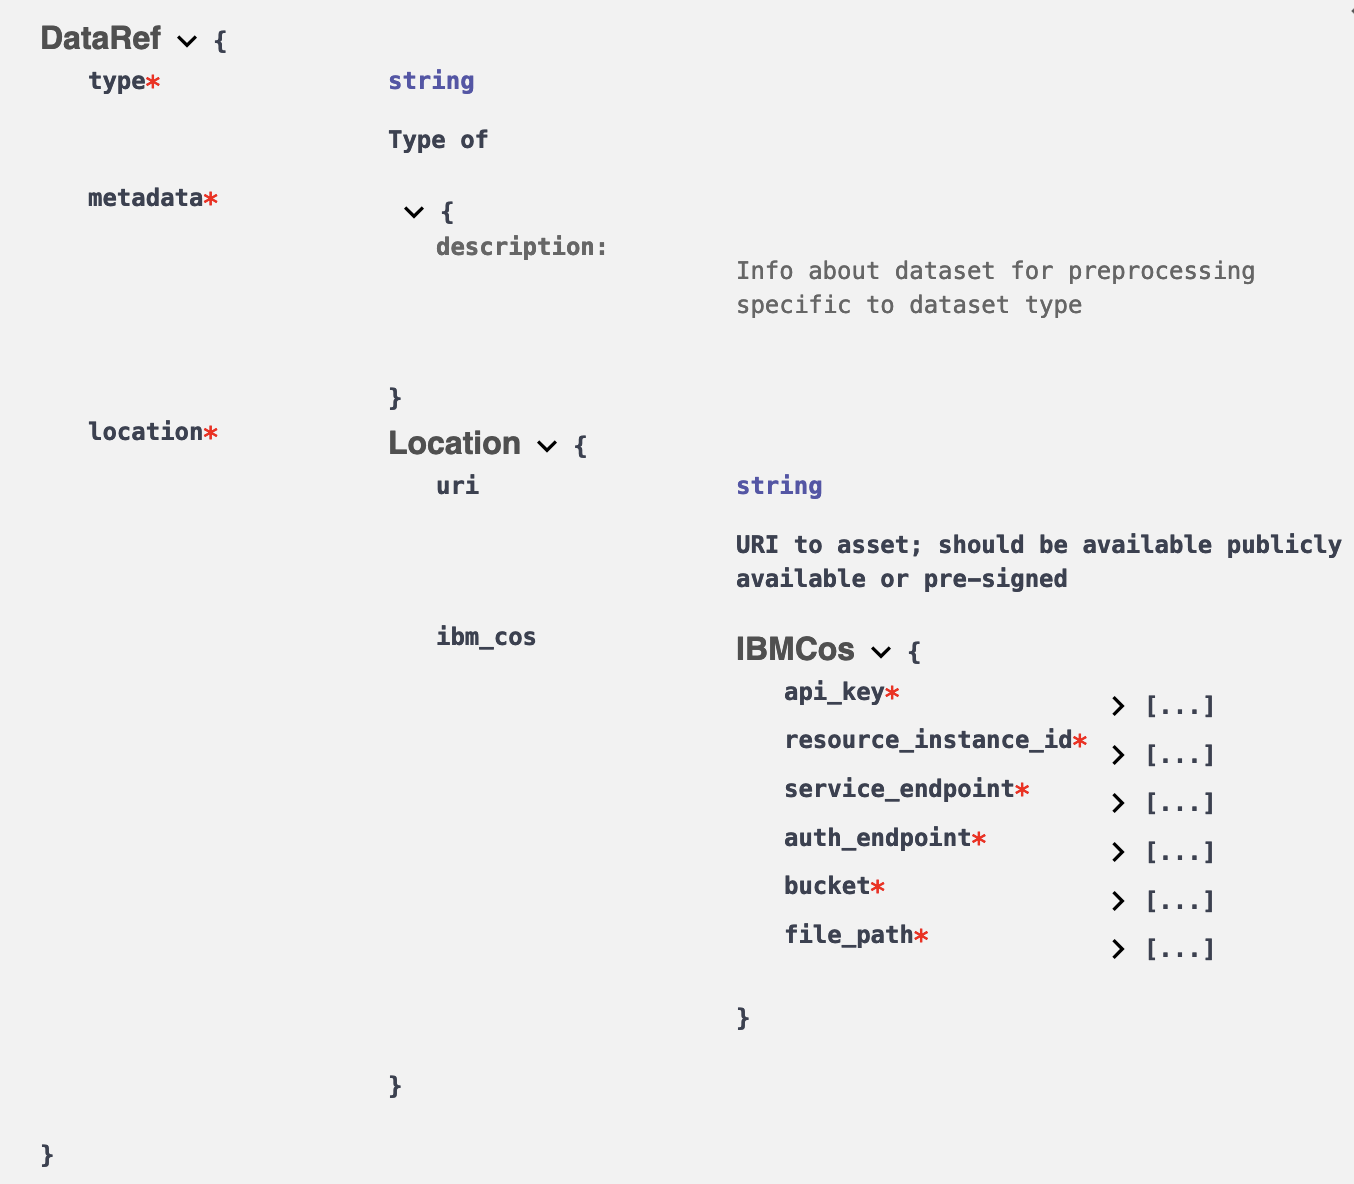 DataRef {
type* string
Type of
metadata* {
description:
Info about dataset for preprocessing
specific to dataset type
}
location* Location {
uri string
URI to asset; should be available publicly
available or pre-signed
ibm_cos IBMCos {
api_key* [...]
resource_instance_id* [...]
service_endpoint* [...]
auth_endpoint* [...]
bucket* [...]
file_path* [...]
}
}
}